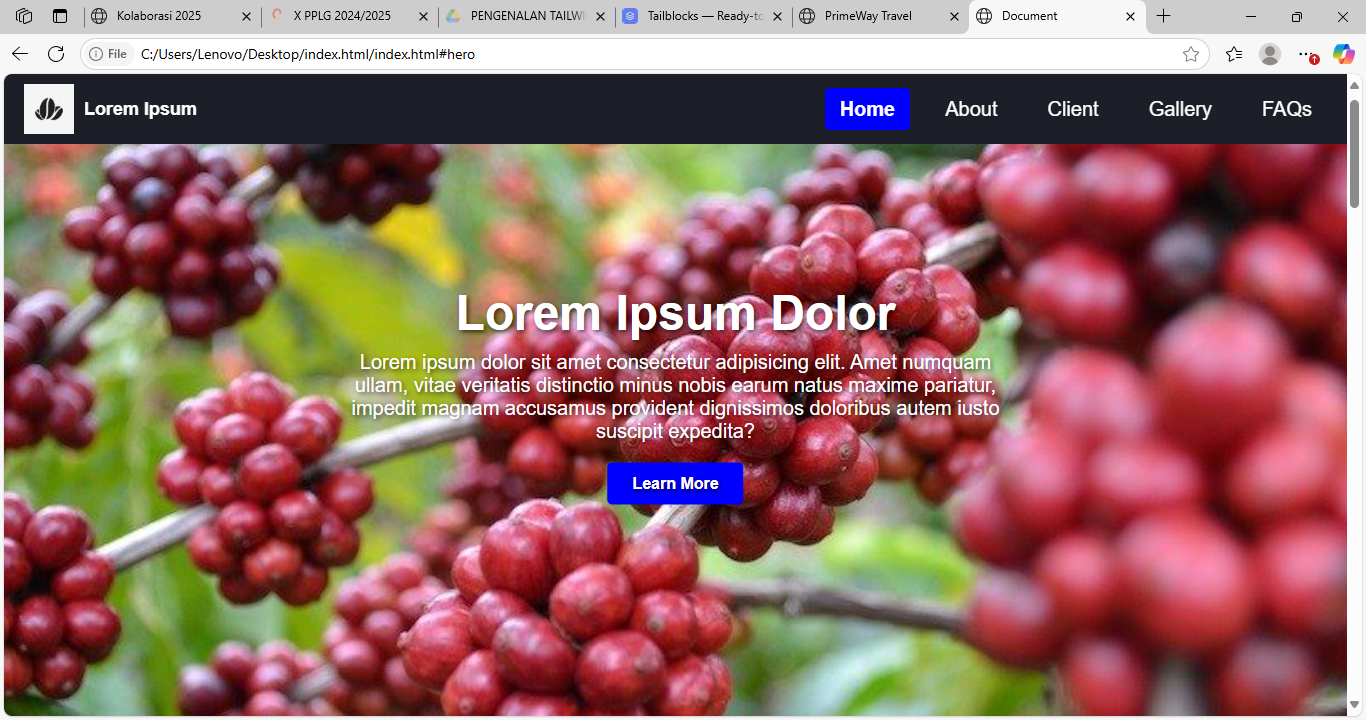 Kolaborasi 2025
X PPLG 2024/2025
PENGENALAN TAILWI
Tailblocks — Ready-to
PrimeWay Travel
Document
File
C:/Users/Lenovo/Desktop/index.html/index.html#hero
Lorem Ipsum
Home
About
Client
Gallery
FAQs
Lorem Ipsum Dolor
Lorem ipsum dolor sit amet consectetur adipisicing elit. Amet numquam
ullam, vitae veritatis distinctio minus nobis earum natus maxime pariatur,
impedit magnam accusamus provident dignissimos doloribus autem iusto
suscipit expedita?
Learn More